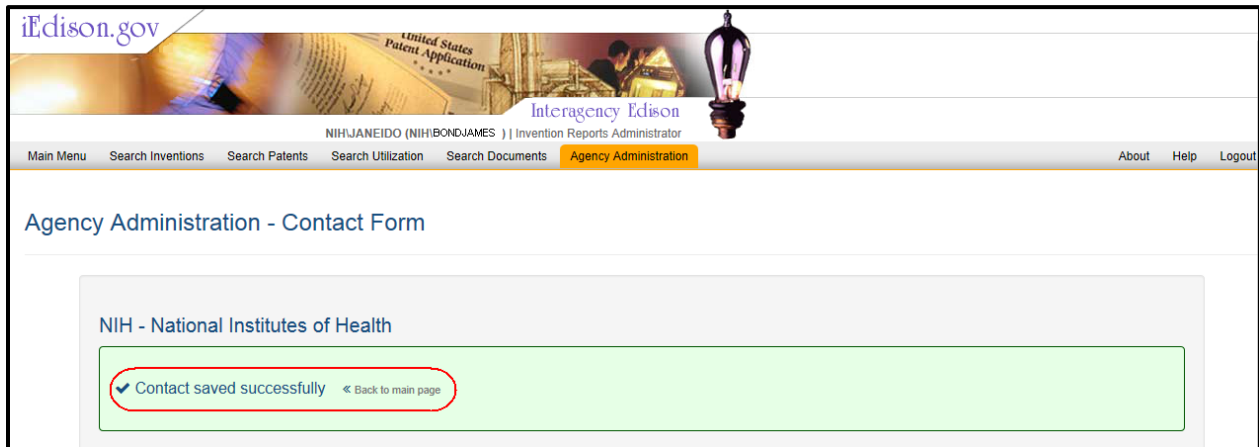 iEdison.gov
United States
Patent Application
Interagency Edison
NIH\JANEIDO (NIH\BONDJAMES ) | Invention Reports Administrator
Main Menu Search Inventions Search Patents Search Utilization Search Documents Agency Administration About Help Logout
Agency Administration - Contact Form
NIH - National Institutes of Health
✔ Contact saved successfully « Back to main page